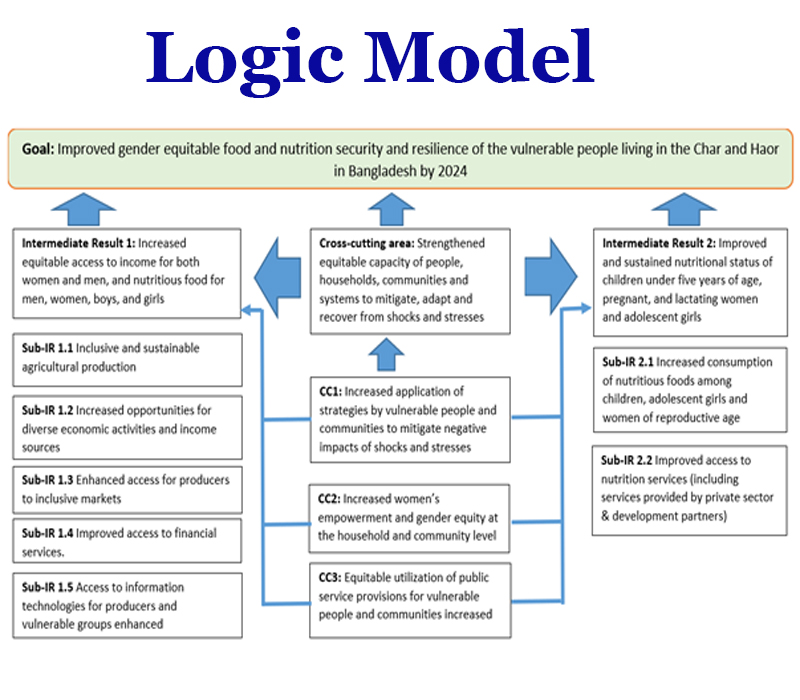 Logic Model
Goal: Improved gender equitable food and nutrition security and resilience of the vulnerable people living in the Char and Haor
in Bangladesh by 2024
Intermediate Result 1: Increased
equitable access to income for both
women and men, and nutritious food for
men, women, boys, and girls
Sub-IR 1.1 Inclusive and sustainable
agricultural production
Sub-IR 1.2 Increased opportunities for
diverse economic activities and income
sources
Sub-IR 1.3 Enhanced access for producers
to inclusive markets
Sub-IR 1.4 Improved access to financial
services.
Sub-IR 1.5 Access to information
technologies for producers and
vulnerable groups enhanced
Cross-cutting area: Strengthened
equitable capacity of people,
households, communities and
systems to mitigate, adapt and
recover from shocks and stresses
CC1: Increased application of
strategies by vulnerable people and
communities to mitigate negative
impacts of shocks and stresses
CC2: Increased women's
empowerment and gender equity at
the household and community level
CC3: Equitable utilization of public
service provisions for vulnerable
people and communities increased
Intermediate Result 2: Improved
and sustained nutritional status of
children under five years of age,
pregnant, and lactating women
and adolescent girls
Sub-IR 2.1 Increased consumption
of nutritious foods among
children, adolescent girls and
women of reproductive age
Sub-IR 2.2 Improved access to
nutrition services (including
services provided by private sector
& development partners)